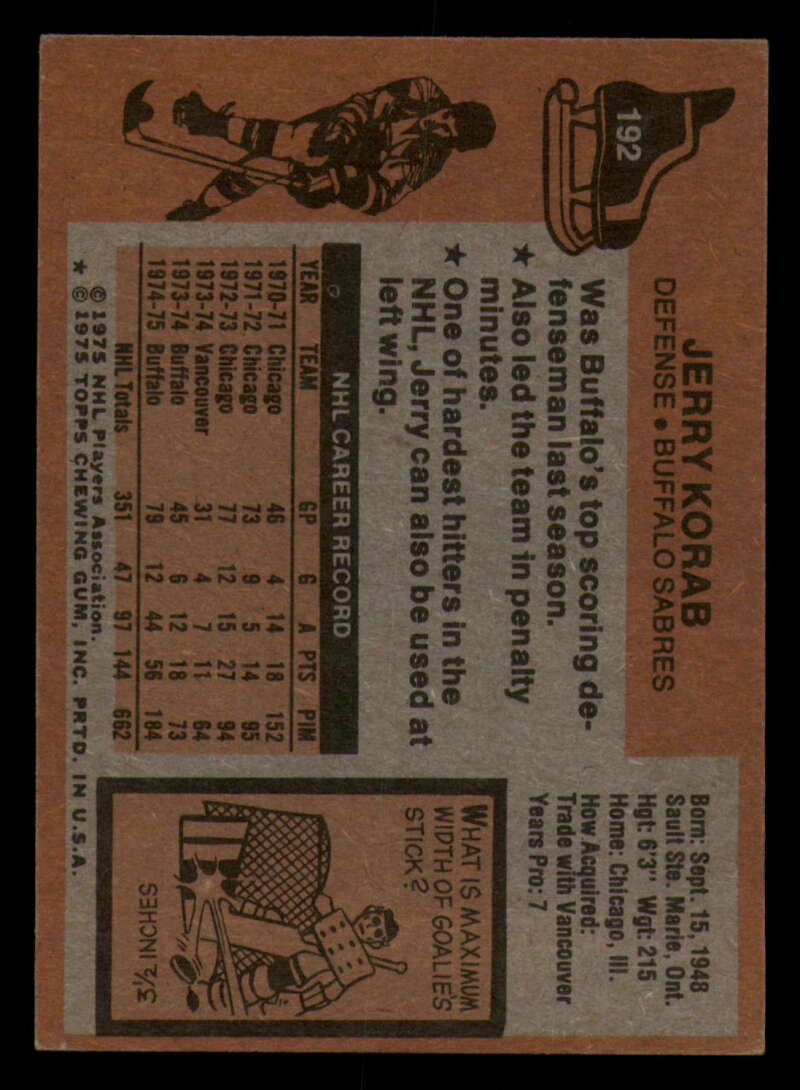 192
JERRY KORAB
DEFENSE • BUFFALO SABRES
Was Buffalo's top scoring de-
fenseman last season.
★ Also led the team in penalty
minutes.
★ One of hardest hitters in the
NHL, Jerry can also be used at
left wing.
Born: Sept. 15, 1948
Sault Ste. Marie, Ont.
Hgt: 6'3" Wgt: 215
Home: Chicago, Ill.
How Acquired:
Trade with Vancouver
Years Pro: 7
NHL CAREER RECORD
YEAR TEAM GP G A PTS PIM
1970-71 Chicago 46 4 14 18 152
1971-72 Chicago 73 9 5 14 95
1972-73 Chicago 77 12 15 27 94
1973-74 Vancouver 31 4 7 11 64
1973-74 Buffalo 45 6 12 18 73
1974-75 Buffalo 79 12 44 56 184
NHL Totals 351 47 97 144 662
WHAT IS MAXIMUM
WIDTH OF GOALIE'S
STICK?
3½ INCHES
© 1975 NHL Players Association.
★ © 1975 TOPPS CHEWING GUM, INC. PRTD. IN U.S.A.